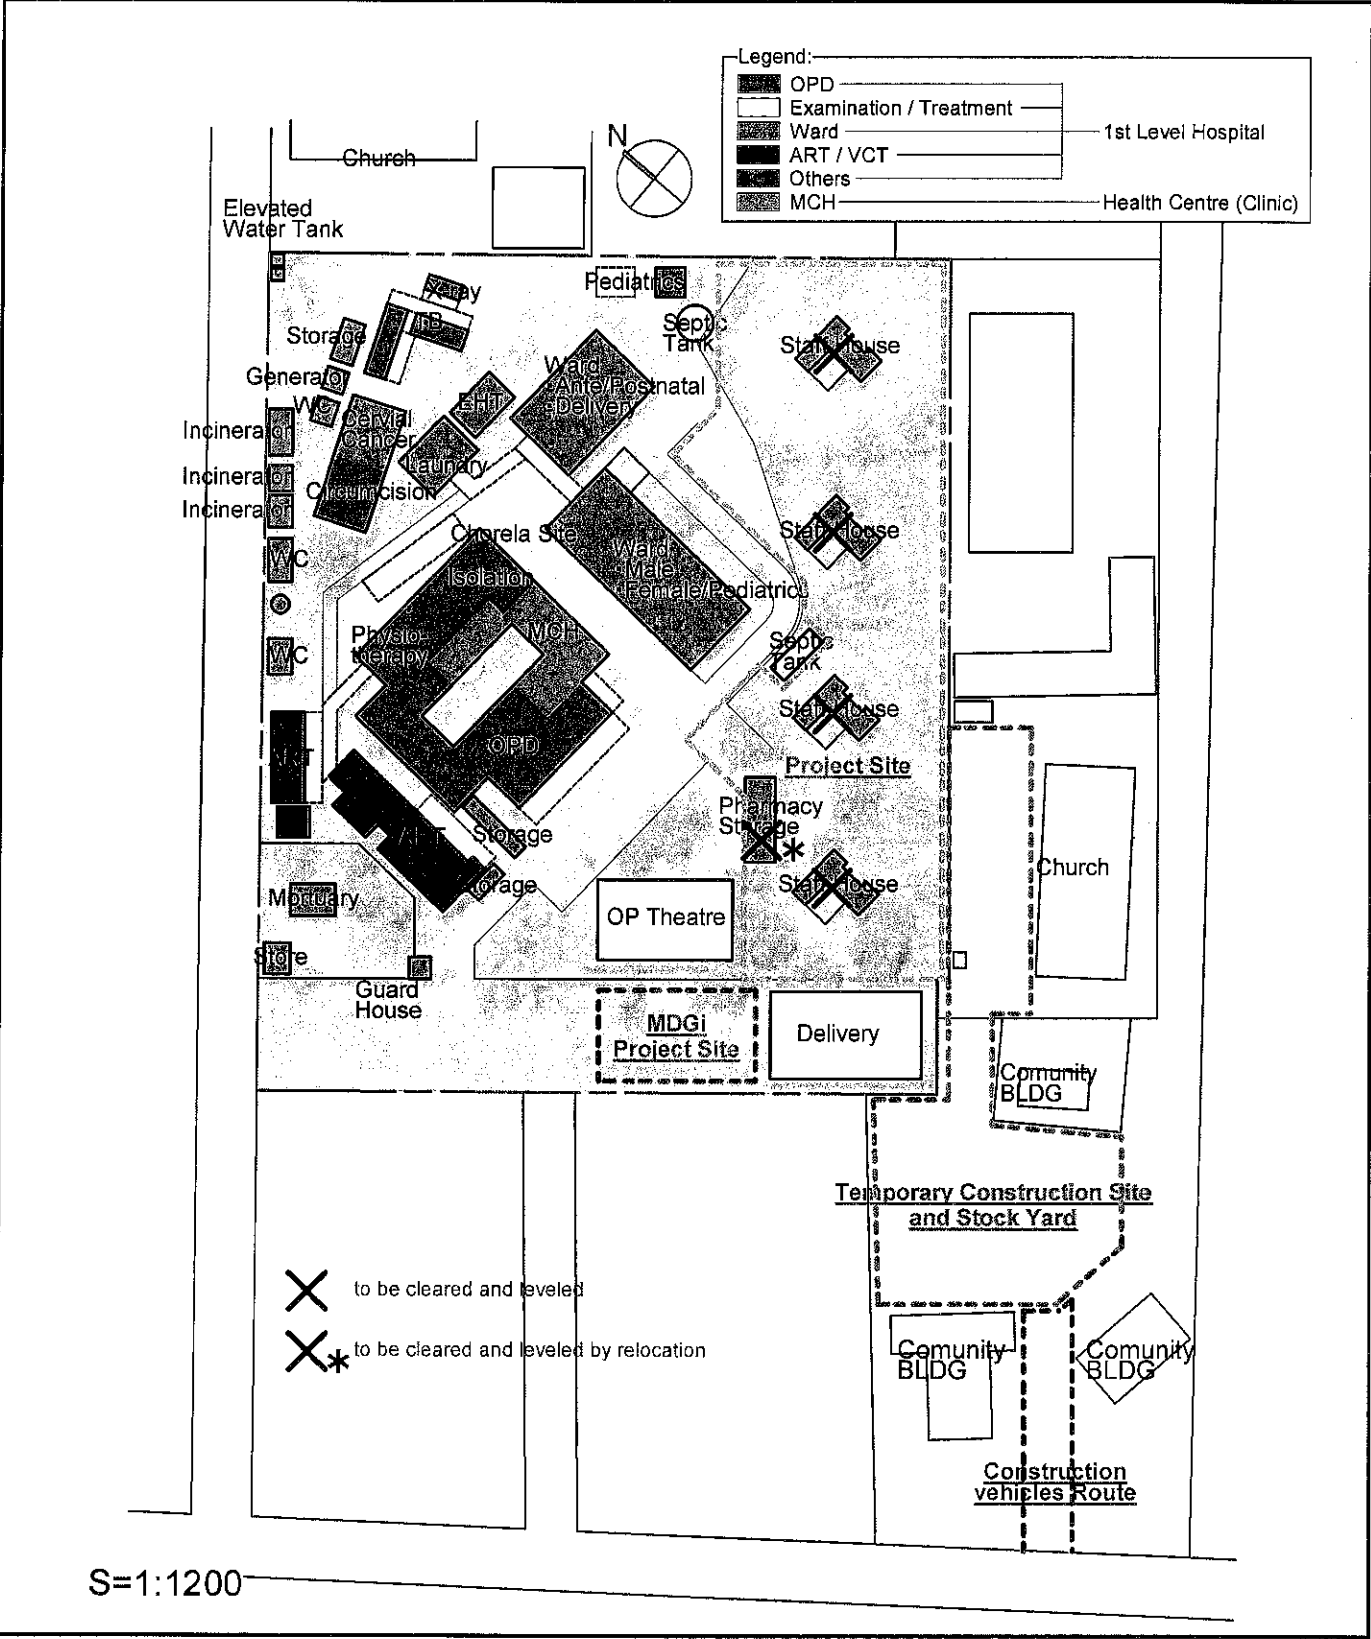 Legend:
OPD
Examination / Treatment
Ward
1st Level Hospital
ART / VCT
Others
MCH
Health Centre (Clinic)
N
Church
Elevated
Water Tank
X-ray
TB
Pediatrics
Storage
Septic
Tank
Staff House
Generator
Ward
-Ante/Postnatal
-Delivery
EHT
WC
Incinerator
Cervial
Cancer
Laundry
Incinerator
Circumcision
Incinerator
Chorela Site
Staff House
WC
Isolation
Ward
-Male
-Female/Pediatrics
Physio-
therapy
MCH
WC
Septic
Tank
Staff House
OPD
Project Site
Pharmacy
Storage
*
ART
Storage
Storage
Staff House
Church
Mortuary
OP Theatre
Store
Guard
House
MDGi
Project Site
Delivery
Comunity
BLDG
Temporary Construction Site
and Stock Yard
to be cleared and leveled
* to be cleared and leveled by relocation
Comunity
BLDG
Comunity
BLDG
Construction
vehicles Route
S=1:1200